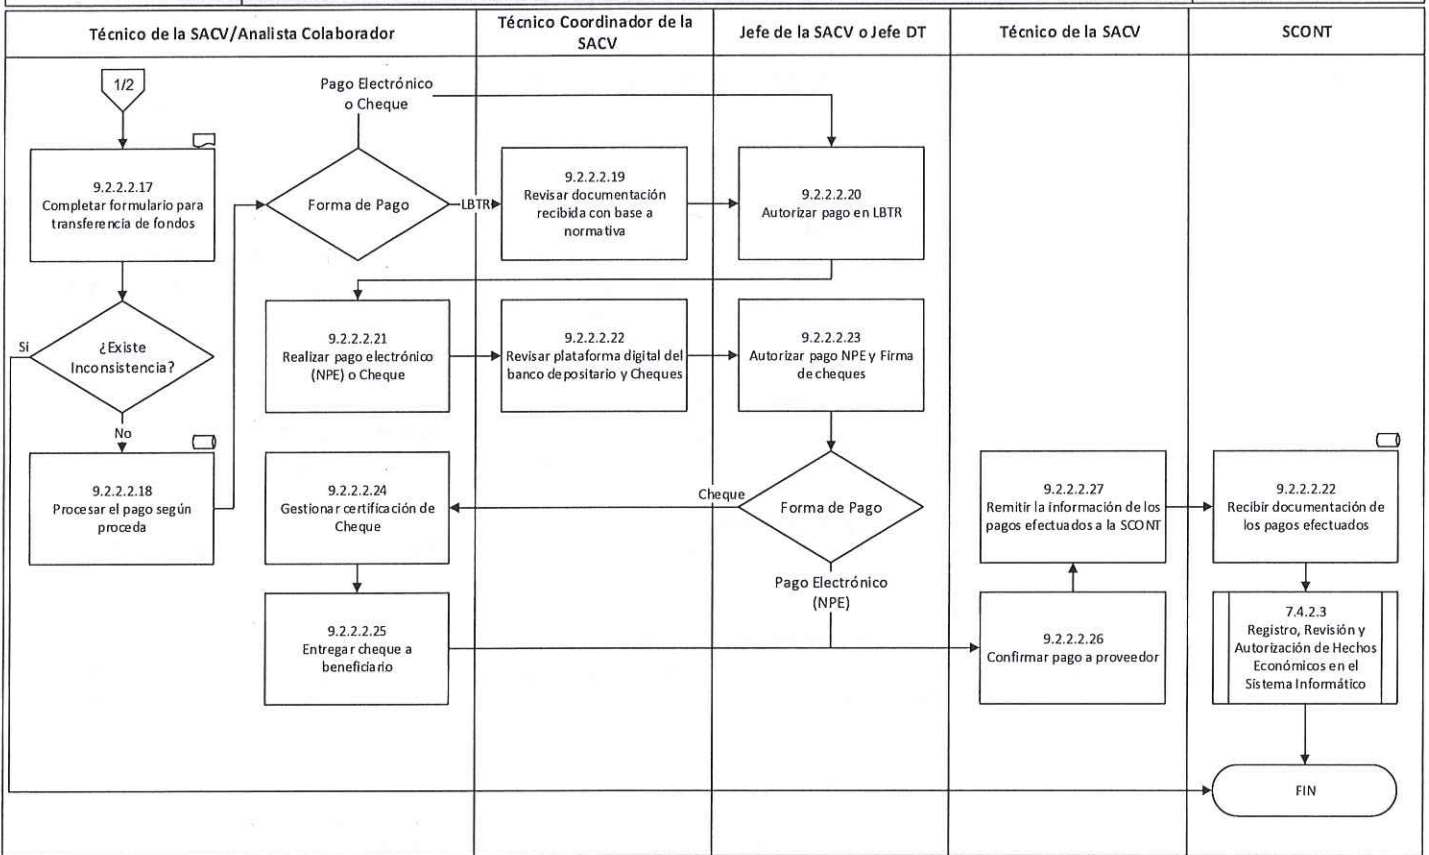 Técnico de la SACV/Analista Colaborador
Técnico Coordinador de la
SACV
Jefe de la SACV o Jefe DT
Técnico de la SACV
SCONT
1/2
Pago Electrónico
o Cheque
9.2.2.2.17
Completar formulario para
transferencia de fondos
Forma de Pago
LBTR
9.2.2.2.19
Revisar documentación
recibida con base a
normativa
9.2.2.2.20
Autorizar pago en LBTR
Si
¿Existe
Inconsistencia?
No
9.2.2.2.21
Realizar pago electrónico
(NPE) o Cheque
9.2.2.2.22
Revisar plataforma digital del
banco depositario y Cheques
9.2.2.2.23
Autorizar pago NPE y Firma
de cheques
9.2.2.2.18
Procesar el pago según
proceda
9.2.2.2.24
Gestionar certificación de
Cheque
Cheque
Forma de Pago
Pago Electrónico
(NPE)
9.2.2.2.27
Remitir la información de los
pagos efectuados a la SCONT
9.2.2.2.22
Recibir documentación de
los pagos efectuados
9.2.2.2.25
Entregar cheque a
beneficiario
9.2.2.2.26
Confirmar pago a proveedor
7.4.2.3
Registro, Revisión y
Autorización de Hechos
Económicos en el
Sistema Informático
FIN